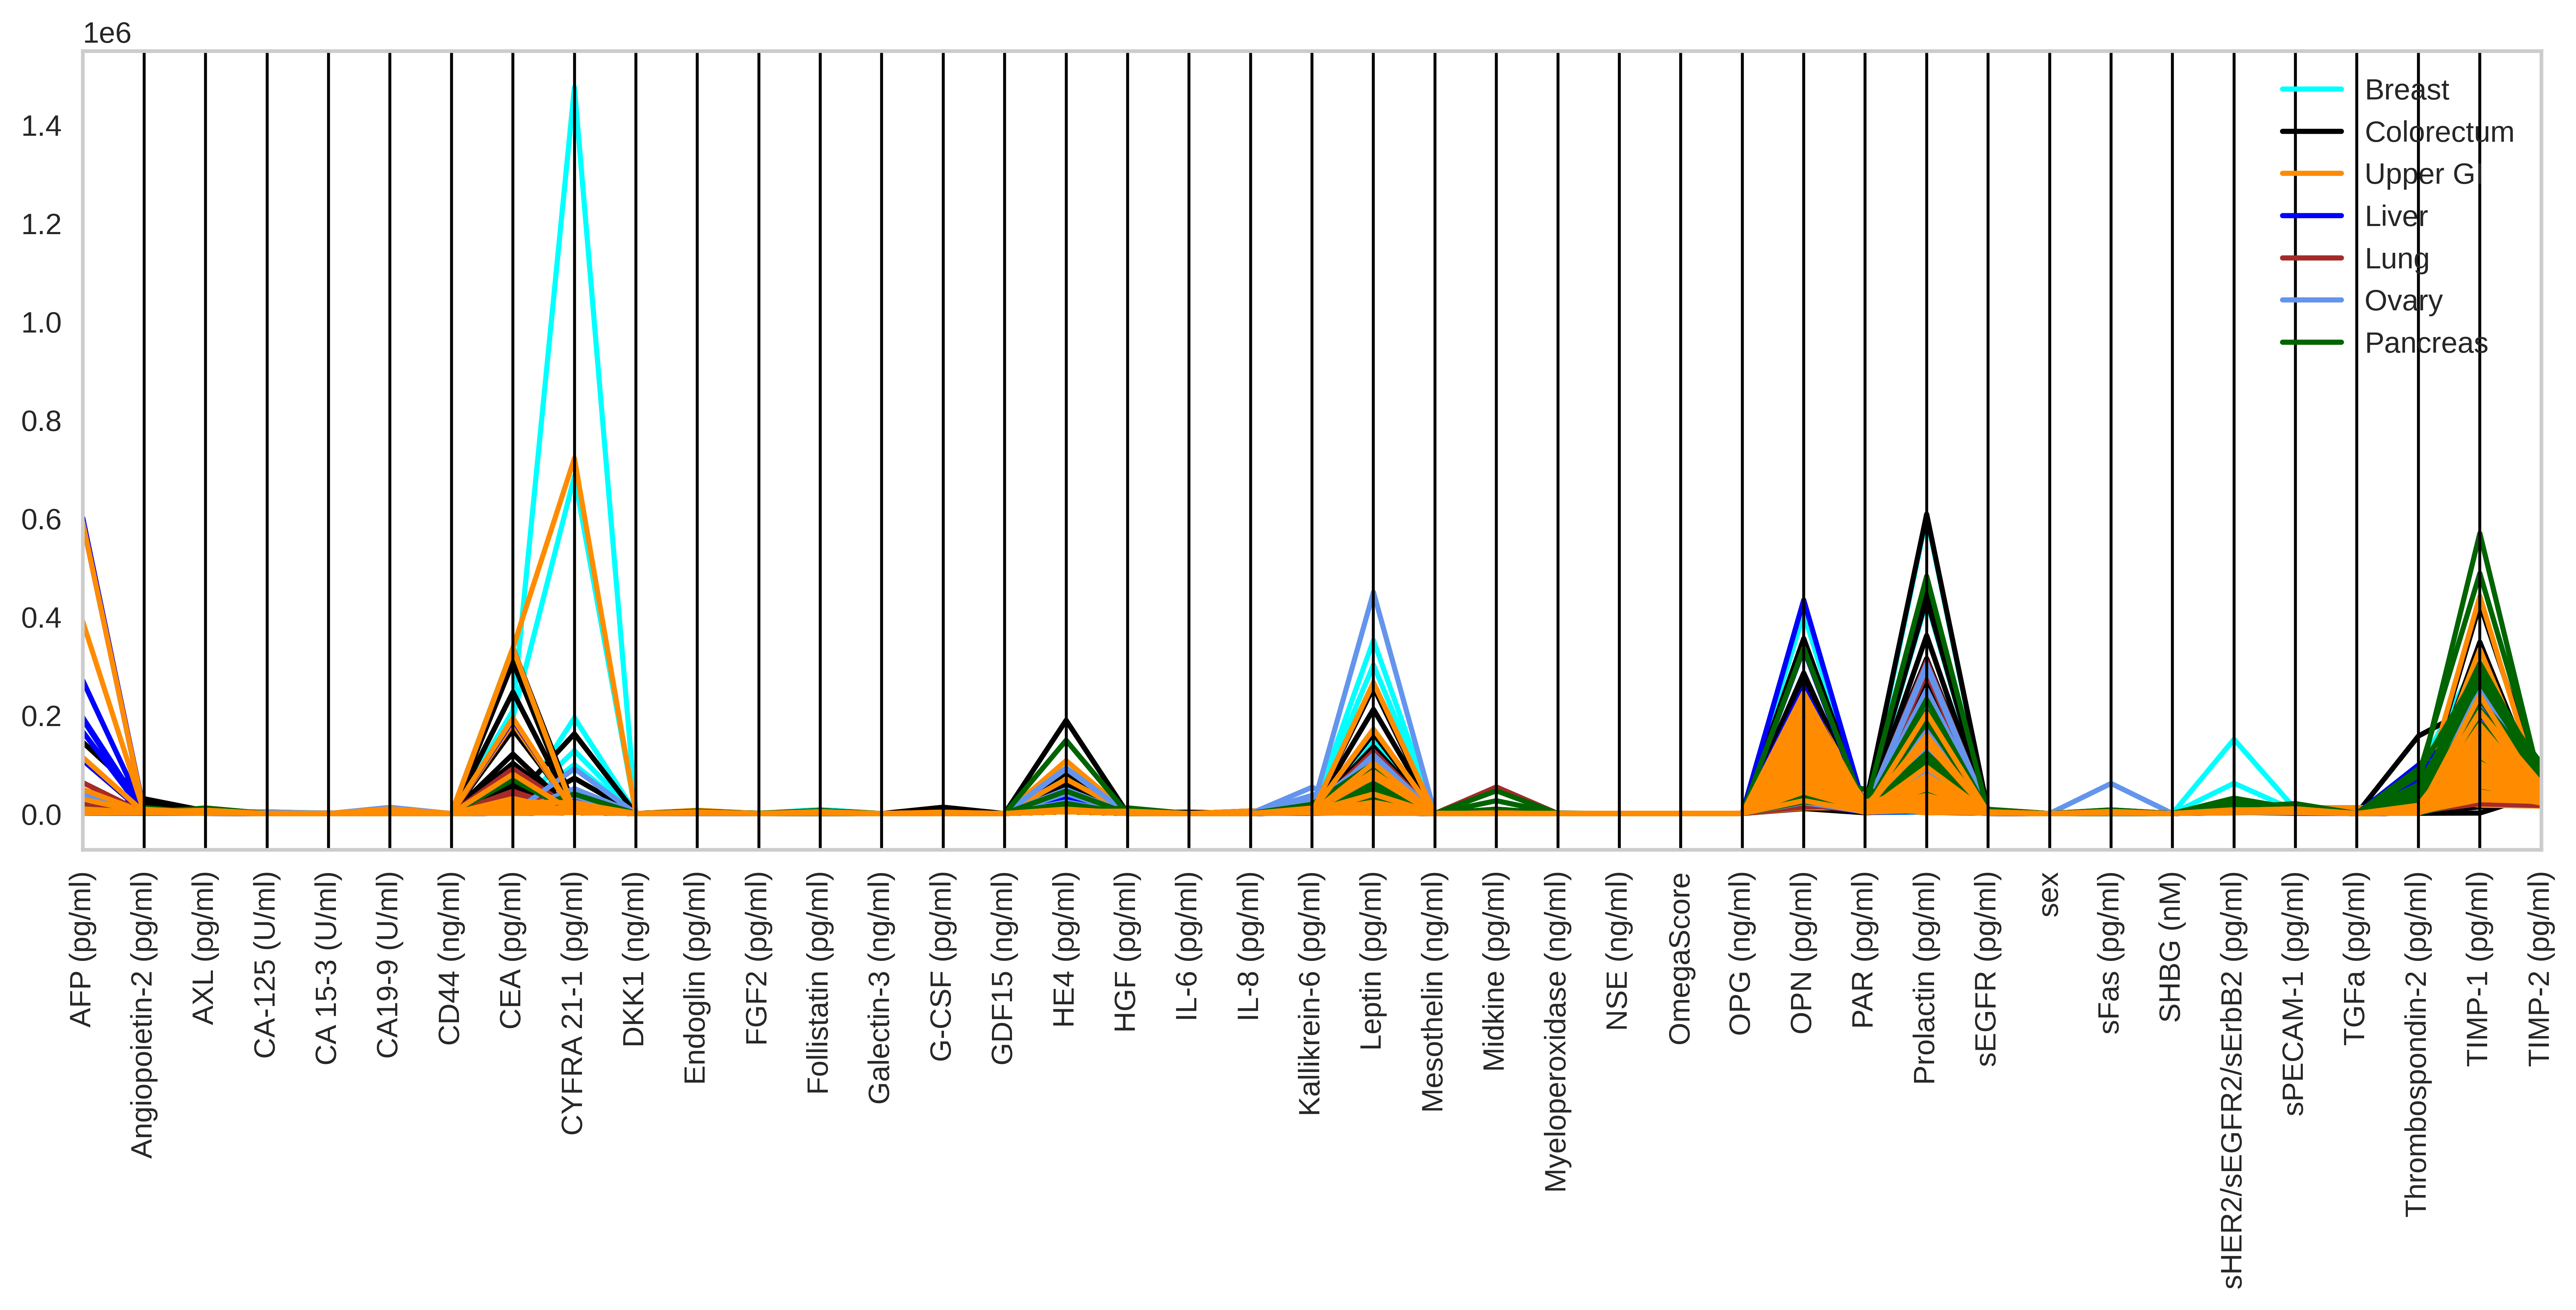 1e6
1.4
1.2
1.0
0.8
0.6
0.4
0.2
0.0
Breast
Colorectum
Upper GI
Liver
Lung
Ovary
Pancreas
AFP (pg/ml)
Angiopoietin-2 (pg/ml)
AXL (pg/ml)
CA-125 (U/ml)
CA 15-3 (U/ml)
CA19-9 (U/ml)
CD44 (ng/ml)
CEA (pg/ml)
CYFRA 21-1 (pg/ml)
DKK1 (ng/ml)
Endoglin (pg/ml)
FGF2 (pg/ml)
Follistatin (pg/ml)
Galectin-3 (ng/ml)
G-CSF (pg/ml)
GDF15 (ng/ml)
HE4 (pg/ml)
HGF (pg/ml)
IL-6 (pg/ml)
IL-8 (pg/ml)
Kallikrein-6 (pg/ml)
Leptin (pg/ml)
Mesothelin (ng/ml)
Midkine (pg/ml)
Myeloperoxidase (ng/ml)
NSE (ng/ml)
OmegaScore
OPG (ng/ml)
OPN (pg/ml)
PAR (pg/ml)
Prolactin (pg/ml)
sEGFR (pg/ml)
sex
sFas (pg/ml)
SHBG (nM)
sHER2/sEGFR2/sErbB2 (pg/ml)
sPECAM-1 (pg/ml)
TGFa (pg/ml)
Thrombospondin-2 (pg/ml)
TIMP-1 (pg/ml)
TIMP-2 (pg/ml)